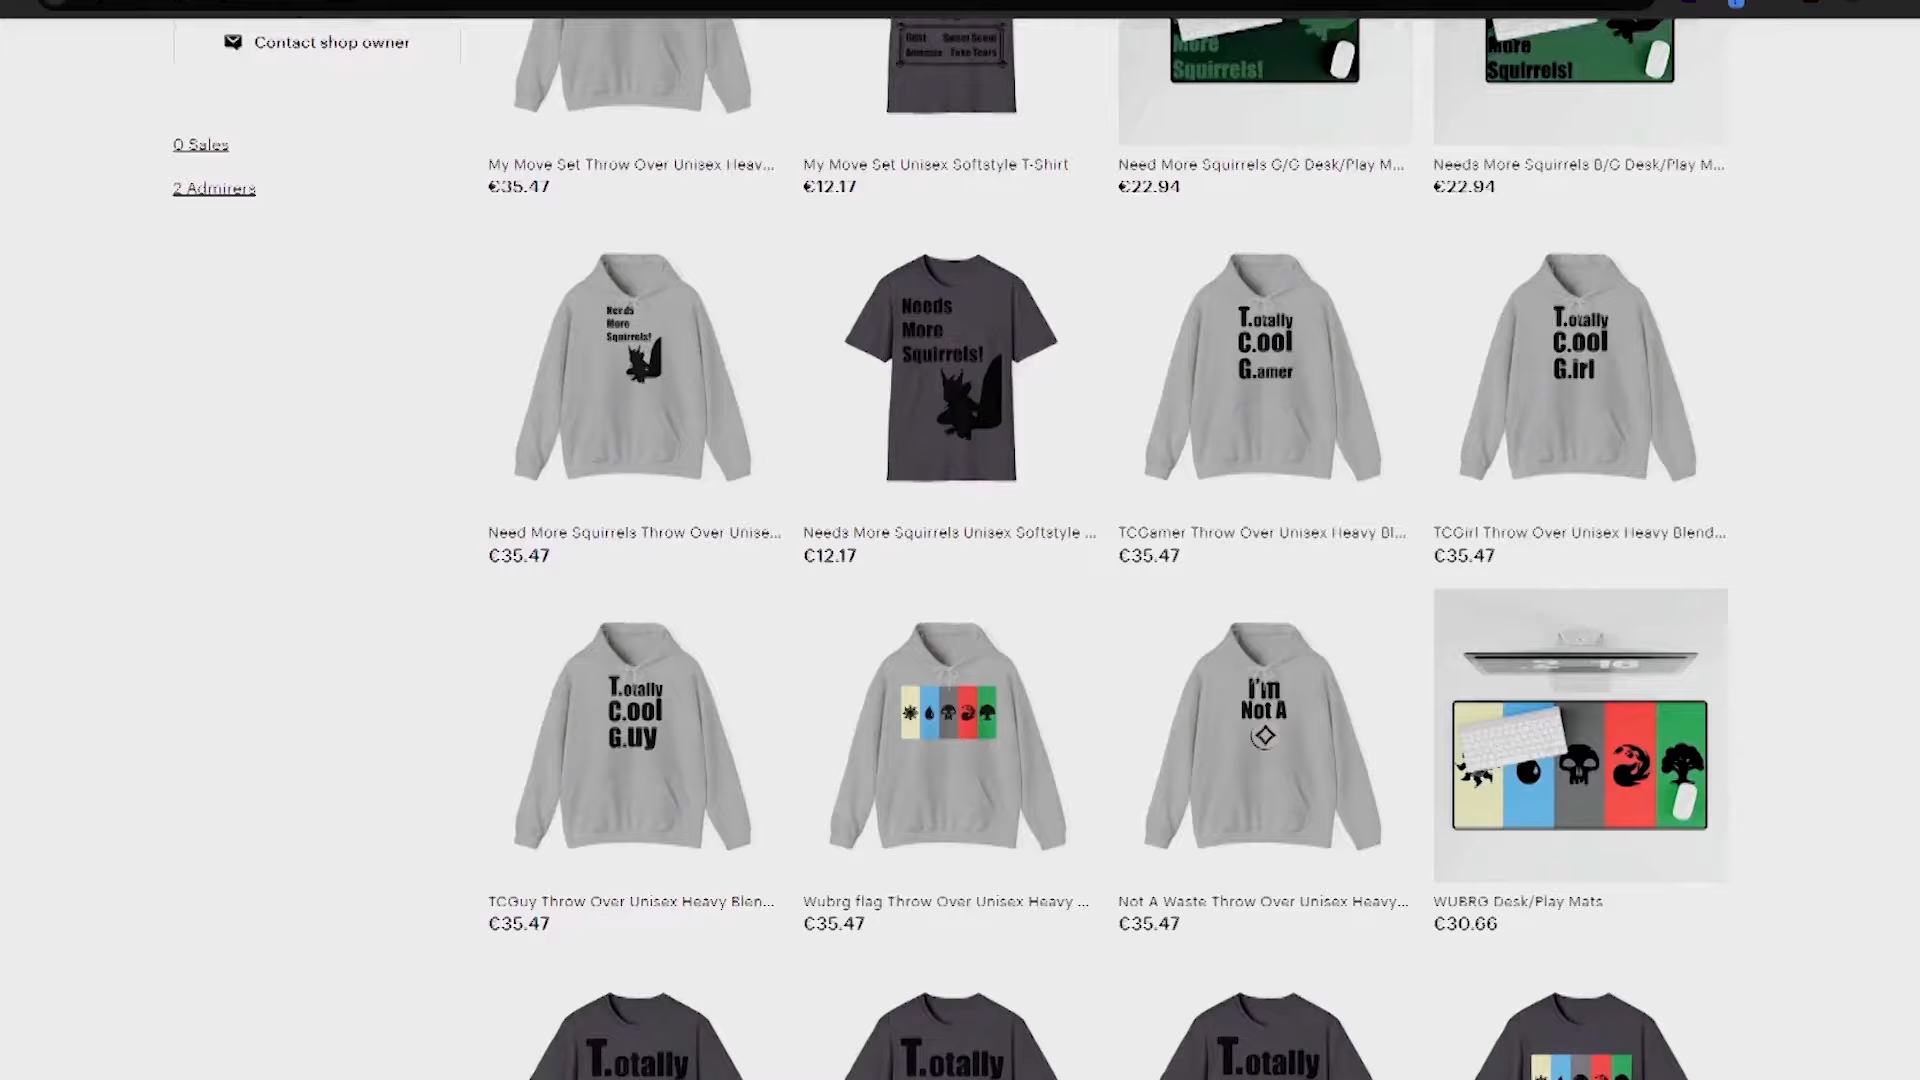 Contact shop owner
0 Sales
2 Admirers
Sweet Scent
Fake Tears
More
Squirrels!
More
Squirrels!
My Move Set Throw Over Unisex Heav...
€35.47
My Move Set Unisex Softstyle T-Shirt
€12.17
Need More Squirrels G/G Desk/Play M...
€22.94
Needs More Squirrels B/G Desk/Play M...
€22.94
Needs
More
Squirrels!
Needs
More
Squirrels!
T.otally
C.ool
G.amer
T.otally
C.ool
G.irl
Need More Squirrels Throw Over Unise...
€35.47
Needs More Squirrels Unisex Softstyle ...
€12.17
TCGamer Throw Over Unisex Heavy Bl...
€35.47
TCGirl Throw Over Unisex Heavy Blend...
€35.47
T.otally
C.ool
G.uy
I'm
Not A
TCGuy Throw Over Unisex Heavy Blen...
€35.47
Wubrg flag Throw Over Unisex Heavy ...
€35.47
Not A Waste Throw Over Unisex Heavy...
€35.47
WUBRG Desk/Play Mats
€30.66
T.otally
T.otally
T.otally